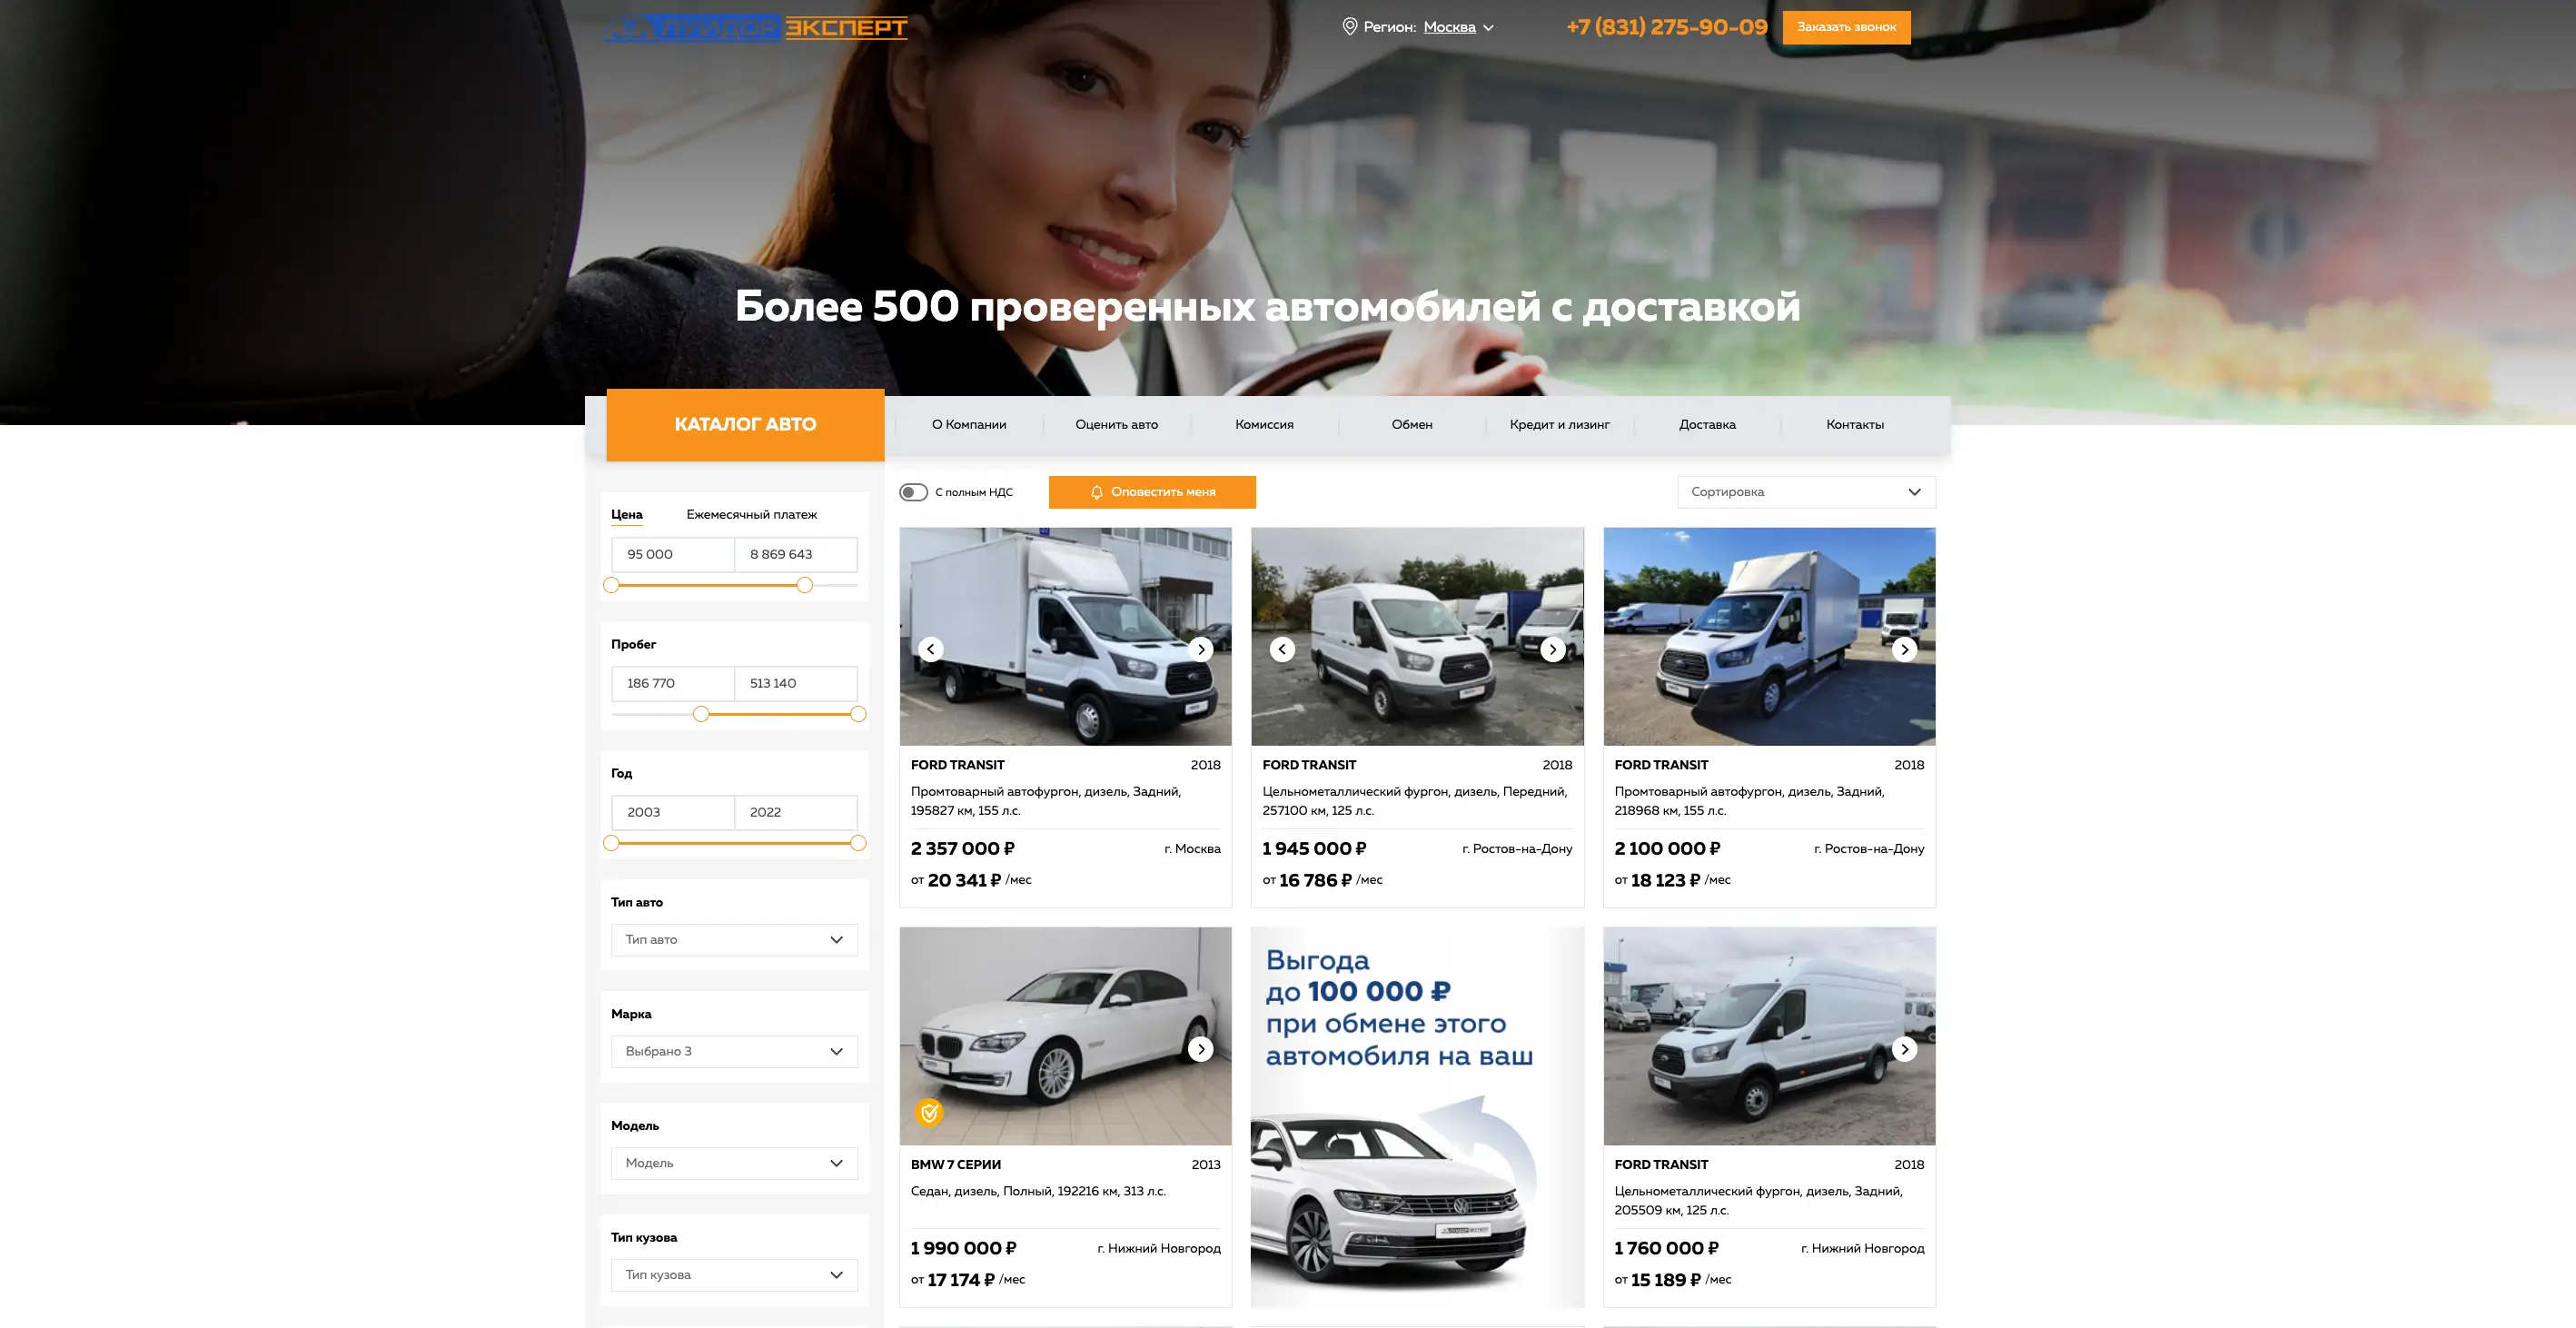 ЛУИДОР ЭКСПЕРТ
Регион: Москва
+7 (831) 275-90-09
Заказать звонок
Более 500 проверенных автомобилей с доставкой
КАТАЛОГ АВТО
О Компании
Оценить авто
Комиссия
Обмен
Кредит и лизинг
Доставка
Контакты
Цена
Ежемесячный платеж
95 000
8 869 643
Пробег
186 770
513 140
Год
2003
2022
Тип авто
Тип авто
Марка
Выбрано 3
Модель
Модель
Тип кузова
Тип кузова
С полным НДС
Оповестить меня
Сортировка
FORD TRANSIT
2018
Промтоварный автофургон, дизель, Задний,
195827 км, 155 л.с.
2 357 000 ₽
г. Москва
от 20 341 ₽ /мес
FORD TRANSIT
2018
Цельнометаллический фургон, дизель, Передний,
257100 км, 125 л.с.
1 945 000 ₽
г. Ростов-на-Дону
от 16 786 ₽ /мес
FORD TRANSIT
2018
Промтоварный автофургон, дизель, Задний,
218968 км, 155 л.с.
2 100 000 ₽
г. Ростов-на-Дону
от 18 123 ₽ /мес
BMW 7 СЕРИИ
2013
Седан, дизель, Полный, 192216 км, 313 л.с.
1 990 000 ₽
г. Нижний Новгород
от 17 174 ₽ /мес
Выгода
до 100 000 ₽
при обмене этого
автомобиля на ваш
ЛУИДОР ЭКСПЕРТ
FORD TRANSIT
2018
Цельнометаллический фургон, дизель, Задний,
205509 км, 125 л.с.
1 760 000 ₽
г. Нижний Новгород
от 15 189 ₽ /мес